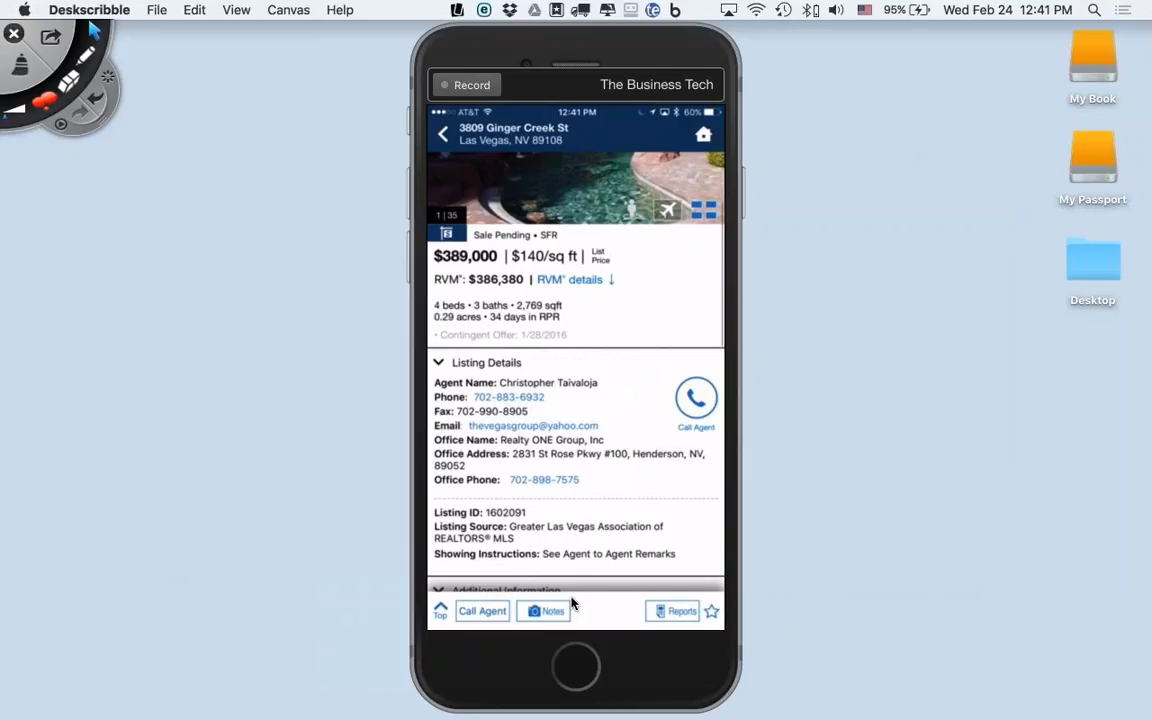 Deskscribble File Edit View Canvas Help 95% Wed Feb 24 12:41 PM
Record The Business Tech
AT&T 12:41 PM 60%
3809 Ginger Creek St
Las Vegas, NV 89108
1 | 35
Sale Pending • SFR
$389,000 | $140/sq ft | List Price
RVM®: $386,380 | RVM® details ↓
4 beds • 3 baths • 2,769 sqft
0.29 acres • 34 days in RPR
• Contingent Offer: 1/28/2016
Listing Details
Agent Name: Christopher Taivaloja
Phone: 702-883-6932
Fax: 702-990-8905
Call Agent
Email: thevegasgroup@yahoo.com
Office Name: Realty ONE Group, Inc
Office Address: 2831 St Rose Pkwy #100, Henderson, NV,
89052
Office Phone: 702-898-7575
Listing ID: 1602091
Listing Source: Greater Las Vegas Association of
REALTORS® MLS
Showing Instructions: See Agent to Agent Remarks
Additional Information
Top Call Agent Notes Reports
My Book
My Passport
Desktop